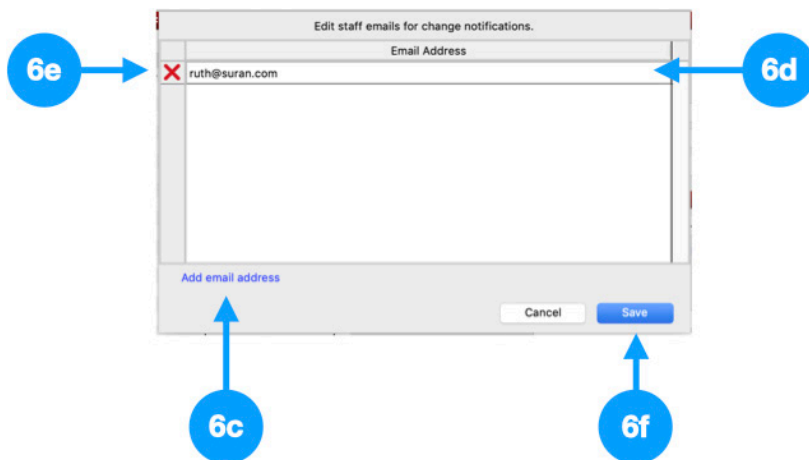 Edit staff emails for change notifications.
Email Address
6e
ruth@suran.com
6d
Add email address
Cancel
Save
6c
6f